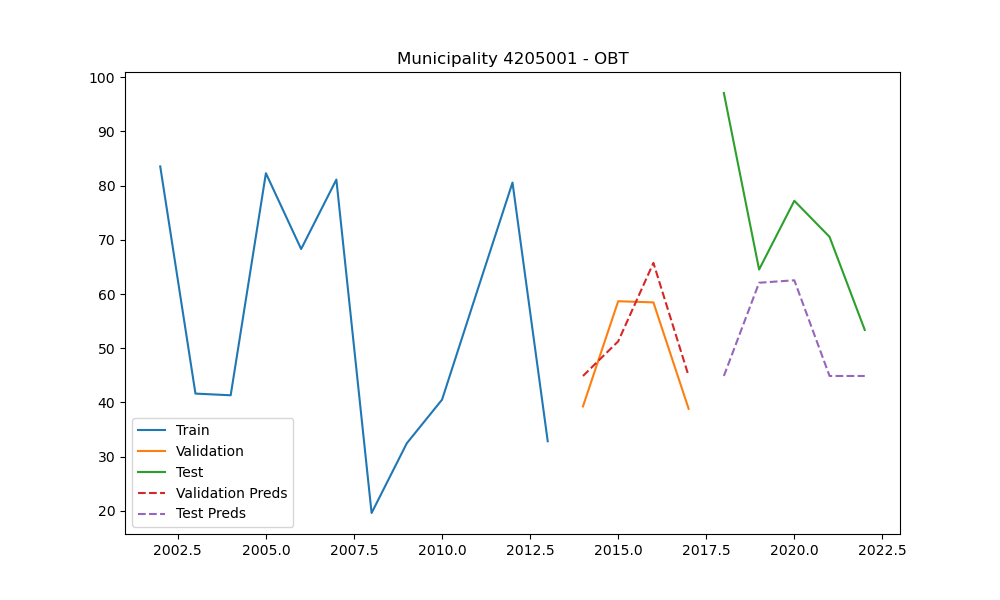 Municipality 4205001 - OBT
100
90
80
70
60
50
40
30
20
Train
Validation
Test
Validation Preds
Test Preds
2002.5 2005.0 2007.5 2010.0 2012.5 2015.0 2017.5 2020.0 2022.5